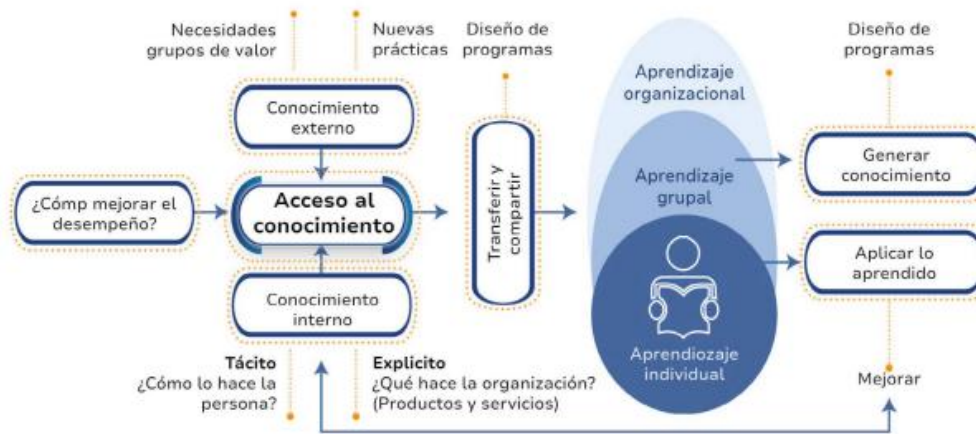 Necesidades
grupos de valor
Nuevas
prácticas
Diseño de
programas
Diseño de
programas
Conocimiento
externo
Aprendizaje
organizacional
¿Cómp mejorar el
desempeño?
Acceso al
conocimiento
Transferir y
compartir
Aprendizaje
grupal
Generar
conocimiento
Aplicar lo
aprendido
Conocimiento
interno
Aprendiozaje
individual
Tácito
¿Cómo lo hace la
persona?
Explicito
¿Qué hace la organización?
(Productos y servicios)
Mejorar